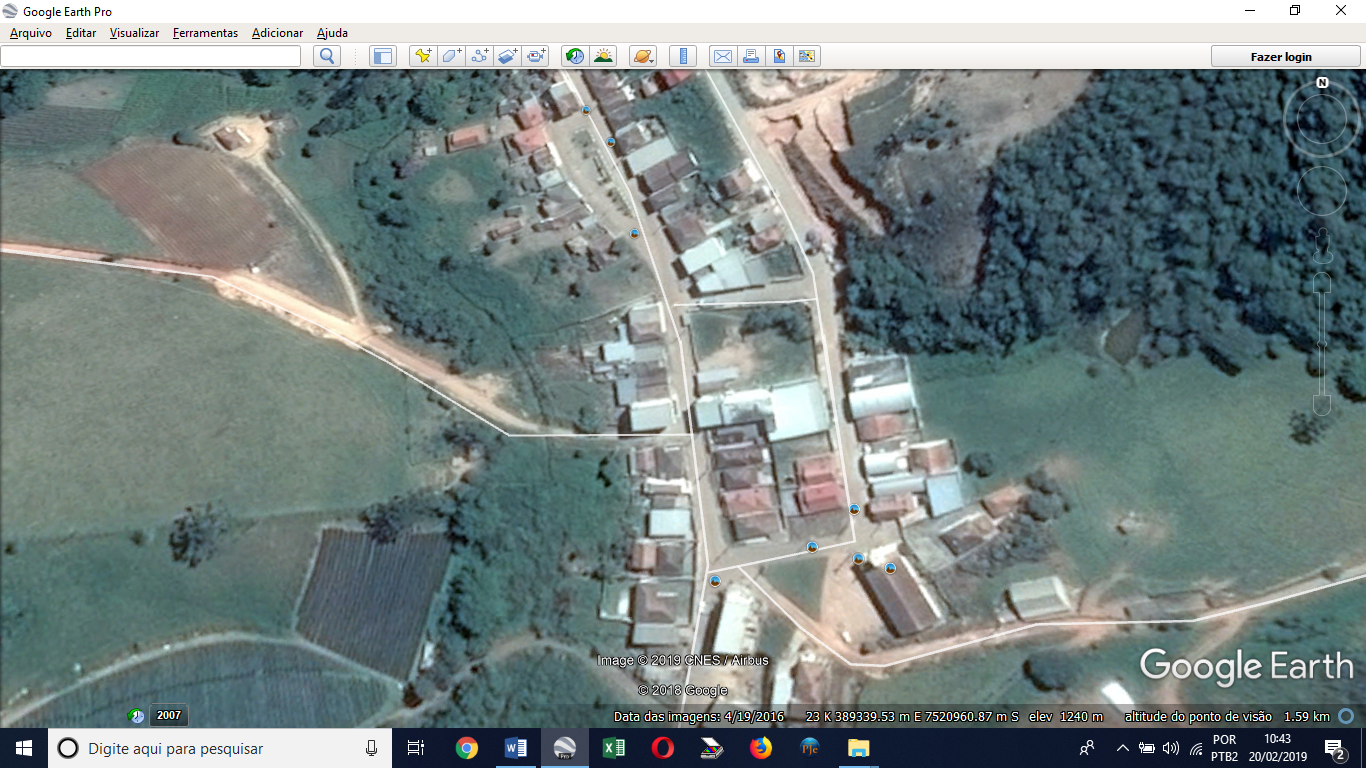 Google Earth Pro
Arquivo Editar Visualizar Ferramentas Adicionar Ajuda
Fazer login
N
Image © 2019 CNES / Airbus
© 2018 Google
Google Earth
2007
Data das imagens: 4/19/2016 23 K 389339.53 m E 7520960.87 m S elev 1240 m altitude do ponto de visão 1.59 km
Digite aqui para pesquisar
Pro
PJe
POR
PTB2
10:43
20/02/2019
2